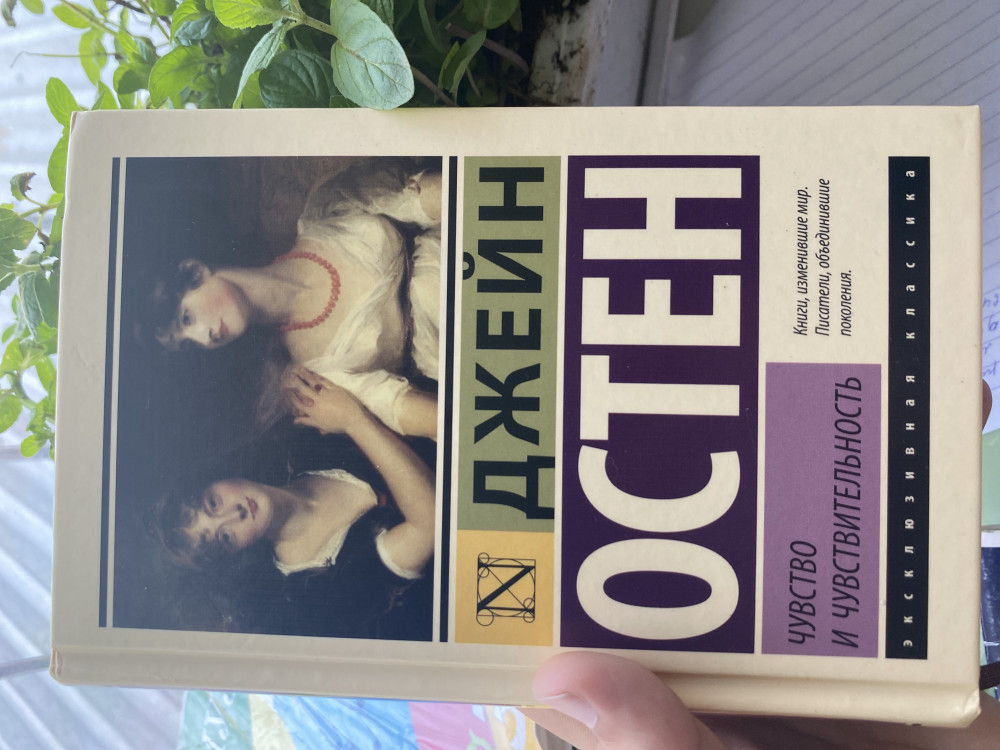 ДЖЕЙН
ОСТЕН
ЧУВСТВО
И ЧУВСТВИТЕЛЬНОСТЬ
Книги, изменившие мир.
Писатели, объединившие
поколения.
эксклюзивная классика